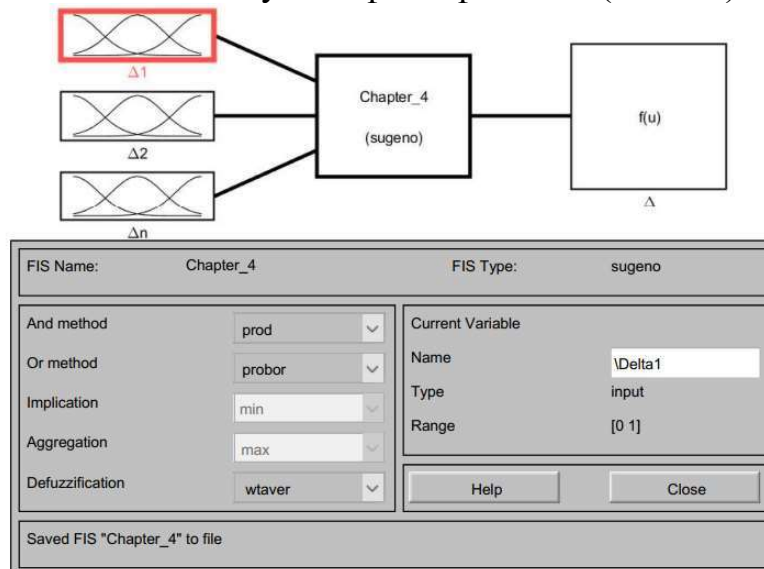 Δ1
Chapter_4
(sugeno)
f(u)
Δ2
Δ
Δn
FIS Name: Chapter_4 FIS Type: sugeno
And method prod
Or method probor
Implication min
Aggregation max
Defuzzification wtaver
Current Variable
Name \Delta1
Type input
Range [0 1]
Help Close
Saved FIS "Chapter_4" to file